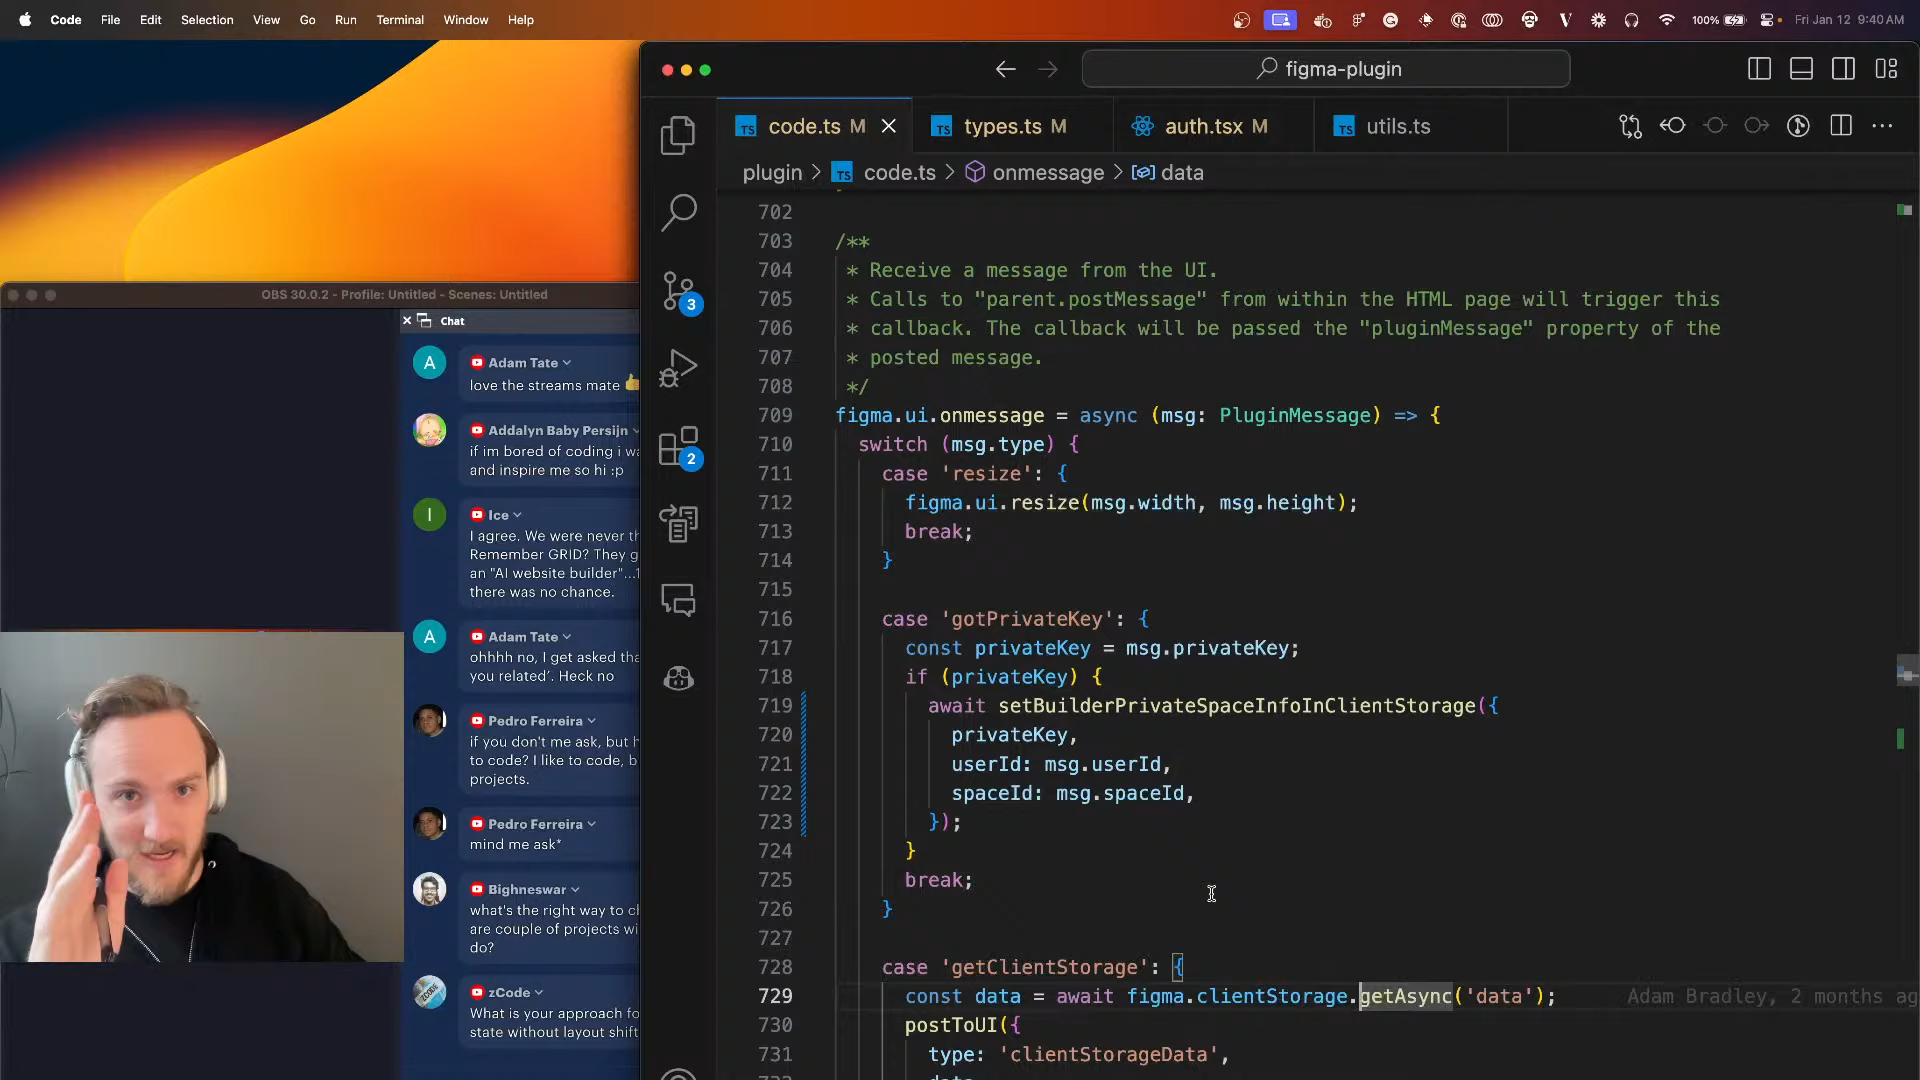 Code File Edit Selection View Go Run Terminal Window Help
100% Fri Jan 12 9:40 AM
figma-plugin
code.ts M types.ts M auth.tsx M utils.ts
plugin > code.ts > onmessage > data
OBS 30.0.2 - Profile: Untitled - Scenes: Untitled
Chat
Adam Tate
love the streams mate
Addalyn Baby Persijn
if im bored of coding i
and inspire me so hi :p
Ice
I agree. We were never
Remember GRID? They
an "AI website builder"...
there was no chance.
Adam Tate
ohhhh no, I get asked
you related'. Heck no
Pedro Ferreira
if you don't me ask, but
to code? I like to code,
projects.
Pedro Ferreira
mind me ask*
Bighneswar
what's the right way to
are couple of projects
do?
zCode
What is your approach
state without layout shift
3
2
702
703 /**
704 * Receive a message from the UI.
705 * Calls to "parent.postMessage" from within the HTML page will trigger this
706 * callback. The callback will be passed the "pluginMessage" property of the
707 * posted message.
708 */
709 figma.ui.onmessage = async (msg: PluginMessage) => {
710 switch (msg.type) {
711 case 'resize': {
712 figma.ui.resize(msg.width, msg.height);
713 break;
714 }
715
716 case 'gotPrivateKey': {
717 const privateKey = msg.privateKey;
718 if (privateKey) {
719 await setBuilderPrivateSpaceInfoInClientStorage({
720 privateKey,
721 userId: msg.userId,
722 spaceId: msg.spaceId,
723 });
724 }
725 break;
726 }
727
728 case 'getClientStorage': {
729 const data = await figma.clientStorage.getAsync('data'); Adam Bradley, 2 months
730 postToUI({
731 type: 'clientStorageData',